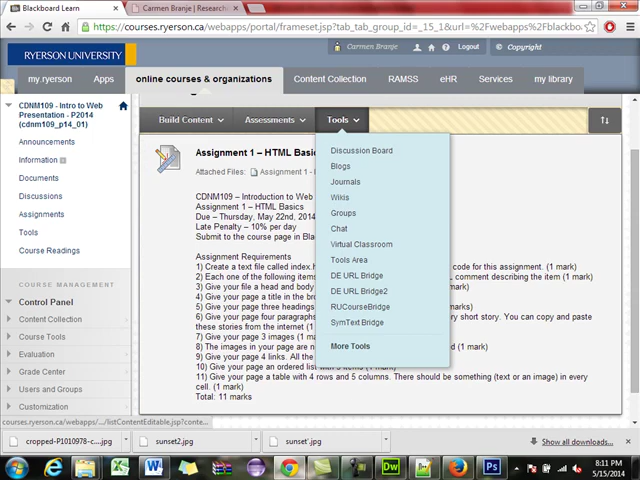 Blackboard Learn
Carmen Branje | Researc
https://courses.ryerson.ca/webapps/portal/frameset.jsp?tab_tab_group_id=_15_1&url=%2Fwebapps%2Fblackbo
RYERSON UNIVERSITY
Carmen Branje
Logout
© Copyright
my.ryerson
Apps
online courses & organizations
Content Collection
RAMSS
eHR
Services
my library
CDNM109 - Intro to Web
Presentation - P2014
(cdnm109_p14_01)
Announcements
Information
Documents
Discussions
Assignments
Tools
Course Readings
COURSE MANAGEMENT
Control Panel
Content Collection
Course Tools
Evaluation
Grade Center
Users and Groups
Customization
Build Content
Assessments
Tools
Discussion Board
Blogs
Journals
Wikis
Groups
Chat
Virtual Classroom
Tools Area
DE URL Bridge
DE URL Bridge2
RUCourseBridge
SymText Bridge
More Tools
Assignment 1 – HTML Basi
Attached Files: Assignment 1 -
CDNM109 – Introduction to Web
Assignment 1 – HTML Basics
Due – Thursday, May 22nd, 2014
Late Penalty – 10% per day
Submit to the course page in Bla
Assignment Requirements
1) Create a text file called index.h code for this assignment. (1 mark)
2) Each one of the following item L comment describing the item (1)
3) Give your file a head and body
4) Give your page a title in the br
5) Give your page three headings
6) Give your page four paragraphs ry short story. You can copy and paste
these stories from the internet (1
7) Give your page 3 images (1 mar
8) The images in your page are ne d (1 mark)
9) Give your page 4 links. All the
10) Give your page an ordered list with 5 items (1 mark)
11) Give your page a table with 4 rows and 5 columns. There should be something (text or an image) in every
cell. (1 mark)
Total: 11 marks
courses.ryerson.ca/webapps/.../listContentEditable.jsp?conte...
cropped-P1010978-c....jpg
sunset2.jpg
sunset'.jpg
Show all downloads...
Dw
Ps
8:11 PM
5/15/2014